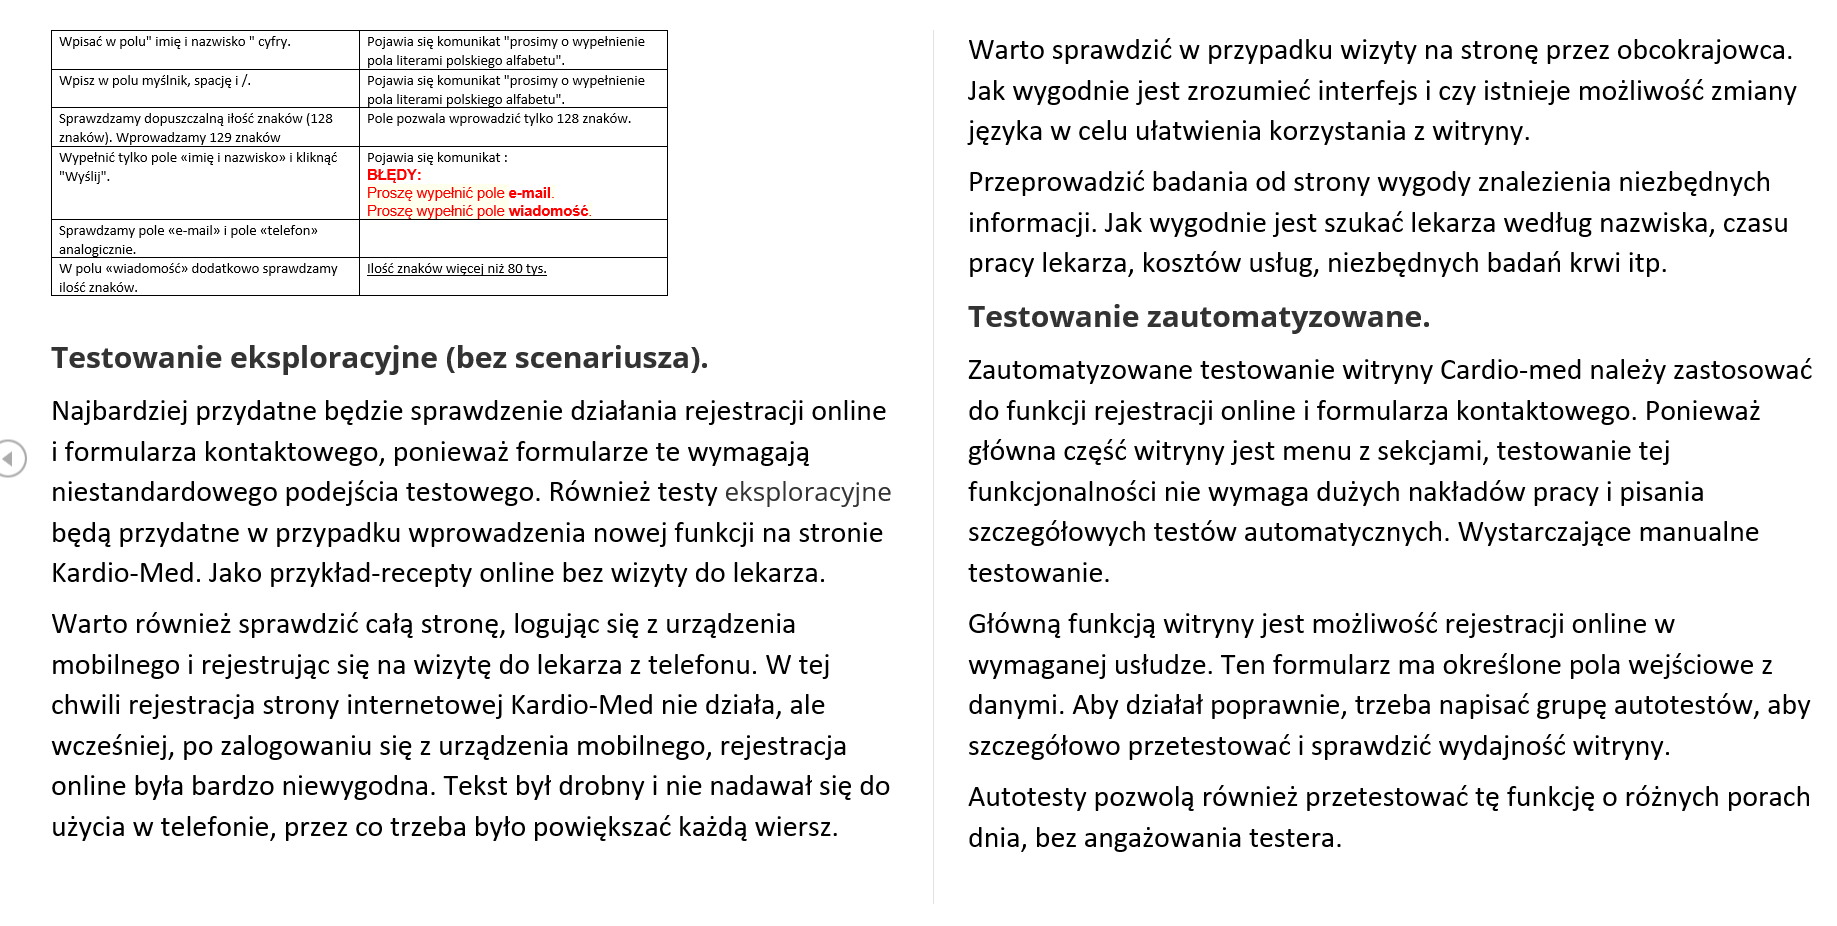 Wpisać w polu" imię i nazwisko " cyfry.
Pojawia się komunikat "prosimy o wypełnienie
pola literami polskiego alfabetu".
Wpisz w polu myślnik, spację i /.
Pojawia się komunikat "prosimy o wypełnienie
pola literami polskiego alfabetu".
Sprawzdzamy dopuszczalną iłość znaków (128
znaków). Wprowadzamy 129 znaków
Pole pozwala wprowadzić tylko 128 znaków.
Wypełnić tylko pole «imię i nazwisko» i kliknąć
"Wyślij".
Pojawia się komunikat :
BŁĘDY:
Proszę wypełnić pole e-mail.
Proszę wypełnić pole wiadomość.
Sprawdzamy pole «e-mail» i pole «telefon»
analogicznie.
W polu «wiadomość» dodatkowo sprawdzamy
ilość znaków.
Ilość znaków więcej niż 80 tys.
Testowanie eksploracyjne (bez scenariusza).
Najbardziej przydatne będzie sprawdzenie działania rejestracji online
i formularza kontaktowego, ponieważ formularze te wymagają
niestandardowego podejścia testowego. Również testy eksploracyjne
będą przydatne w przypadku wprowadzenia nowej funkcji na stronie
Kardio-Med. Jako przykład-recepty online bez wizyty do lekarza.
Warto również sprawdzić całą stronę, logując się z urządzenia
mobilnego i rejestrując się na wizytę do lekarza z telefonu. W tej
chwili rejestracja strony internetowej Kardio-Med nie działa, ale
wcześniej, po zalogowaniu się z urządzenia mobilnego, rejestracja
online była bardzo niewygodna. Tekst był drobny i nie nadawał się do
użycia w telefonie, przez co trzeba było powiększać każdą wiersz.
Warto sprawdzić w przypadku wizyty na stronę przez obcokrajowca.
Jak wygodnie jest zrozumieć interfejs i czy istnieje możliwość zmiany
języka w celu ułatwienia korzystania z witryny.
Przeprowadzić badania od strony wygody znalezienia niezbędnych
informacji. Jak wygodnie jest szukać lekarza według nazwiska, czasu
pracy lekarza, kosztów usług, niezbędnych badań krwi itp.
Testowanie zautomatyzowane.
Zautomatyzowane testowanie witryny Cardio-med należy zastosować
do funkcji rejestracji online i formularza kontaktowego. Ponieważ
główna część witryny jest menu z sekcjami, testowanie tej
funkcjonalności nie wymaga dużych nakładów pracy i pisania
szczegółowych testów automatycznych. Wystarczające manualne
testowanie.
Główną funkcją witryny jest możliwość rejestracji online w
wymaganej usłudze. Ten formularz ma określone pola wejściowe z
danymi. Aby działał poprawnie, trzeba napisać grupę autotestów, aby
szczegółowo przetestować i sprawdzić wydajność witryny.
Autotesty pozwolą również przetestować tę funkcję o różnych porach
dnia, bez angażowania testera.